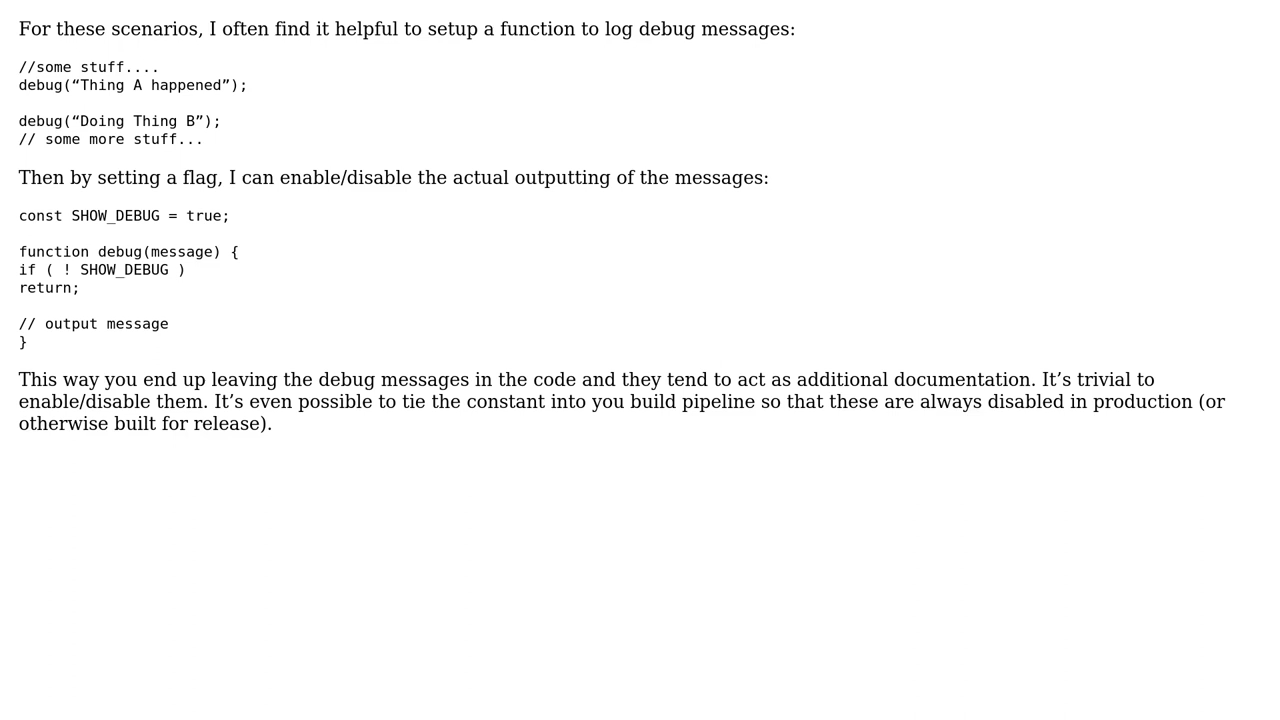 For these scenarios, I often find it helpful to setup a function to log debug messages:
//some stuff....
debug(“Thing A happened”);
debug(“Doing Thing B”);
// some more stuff...
Then by setting a flag, I can enable/disable the actual outputting of the messages:
const SHOW_DEBUG = true;
function debug(message) {
if ( ! SHOW_DEBUG )
return;
// output message
}
This way you end up leaving the debug messages in the code and they tend to act as additional documentation. It’s trivial to
enable/disable them. It’s even possible to tie the constant into you build pipeline so that these are always disabled in production (or
otherwise built for release).